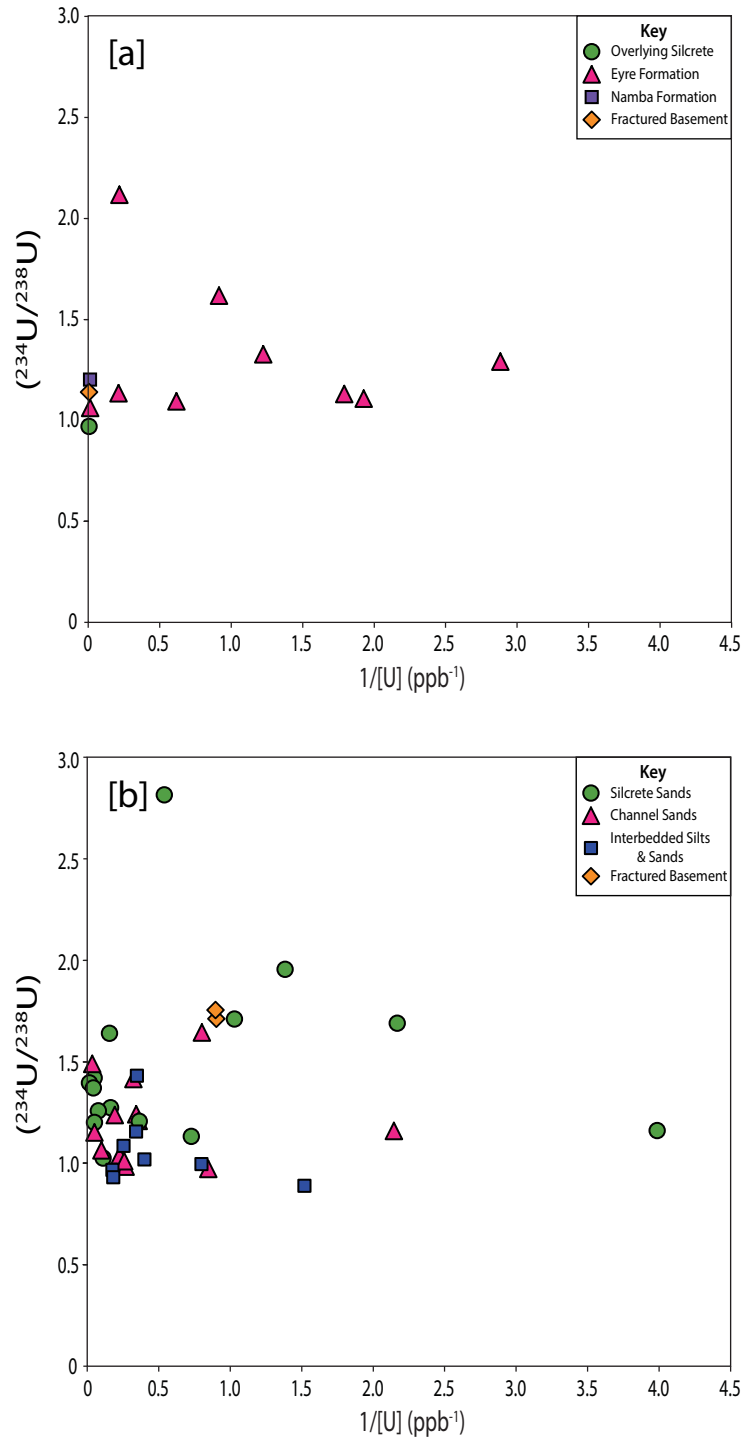 [a]
Key
Overlying Silcrete
Eyre Formation
Namba Formation
Fractured Basement
3.0
2.5
2.0
1.5
1.0
0.5
0
(²³⁴U/²³⁸U)
0 0.5 1.0 1.5 2.0 2.5 3.0 3.5 4.0 4.5
1/[U] (ppb⁻¹)
[b]
Key
Silcrete Sands
Channel Sands
Interbedded Silts
& Sands
Fractured Basement
3.0
2.5
2.0
1.5
1.0
0.5
0
(²³⁴U/²³⁸U)
0 0.5 1.0 1.5 2.0 2.5 3.0 3.5 4.0 4.5
1/[U] (ppb⁻¹)